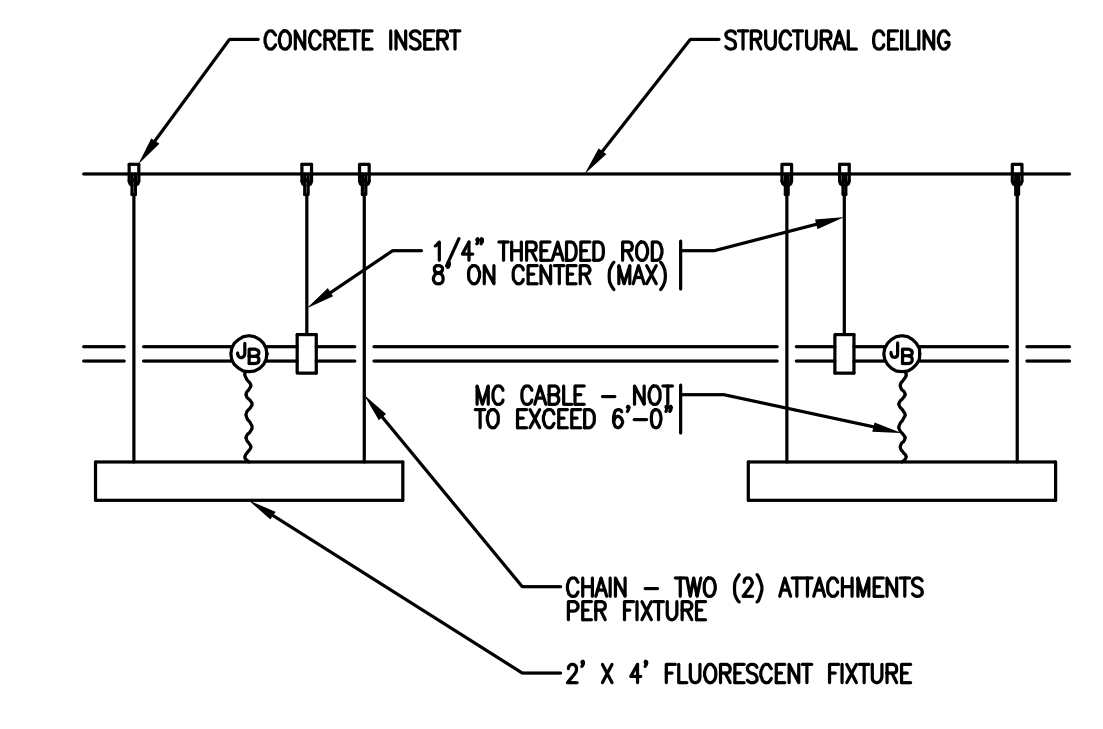 CONCRETE INSERT
STRUCTURAL CEILING
1/4" THREADED ROD
8' ON CENTER (MAX)
JB
JB
MC CABLE - NOT
TO EXCEED 6'-0"
CHAIN - TWO (2) ATTACHMENTS
PER FIXTURE
2' X 4' FLUORESCENT FIXTURE